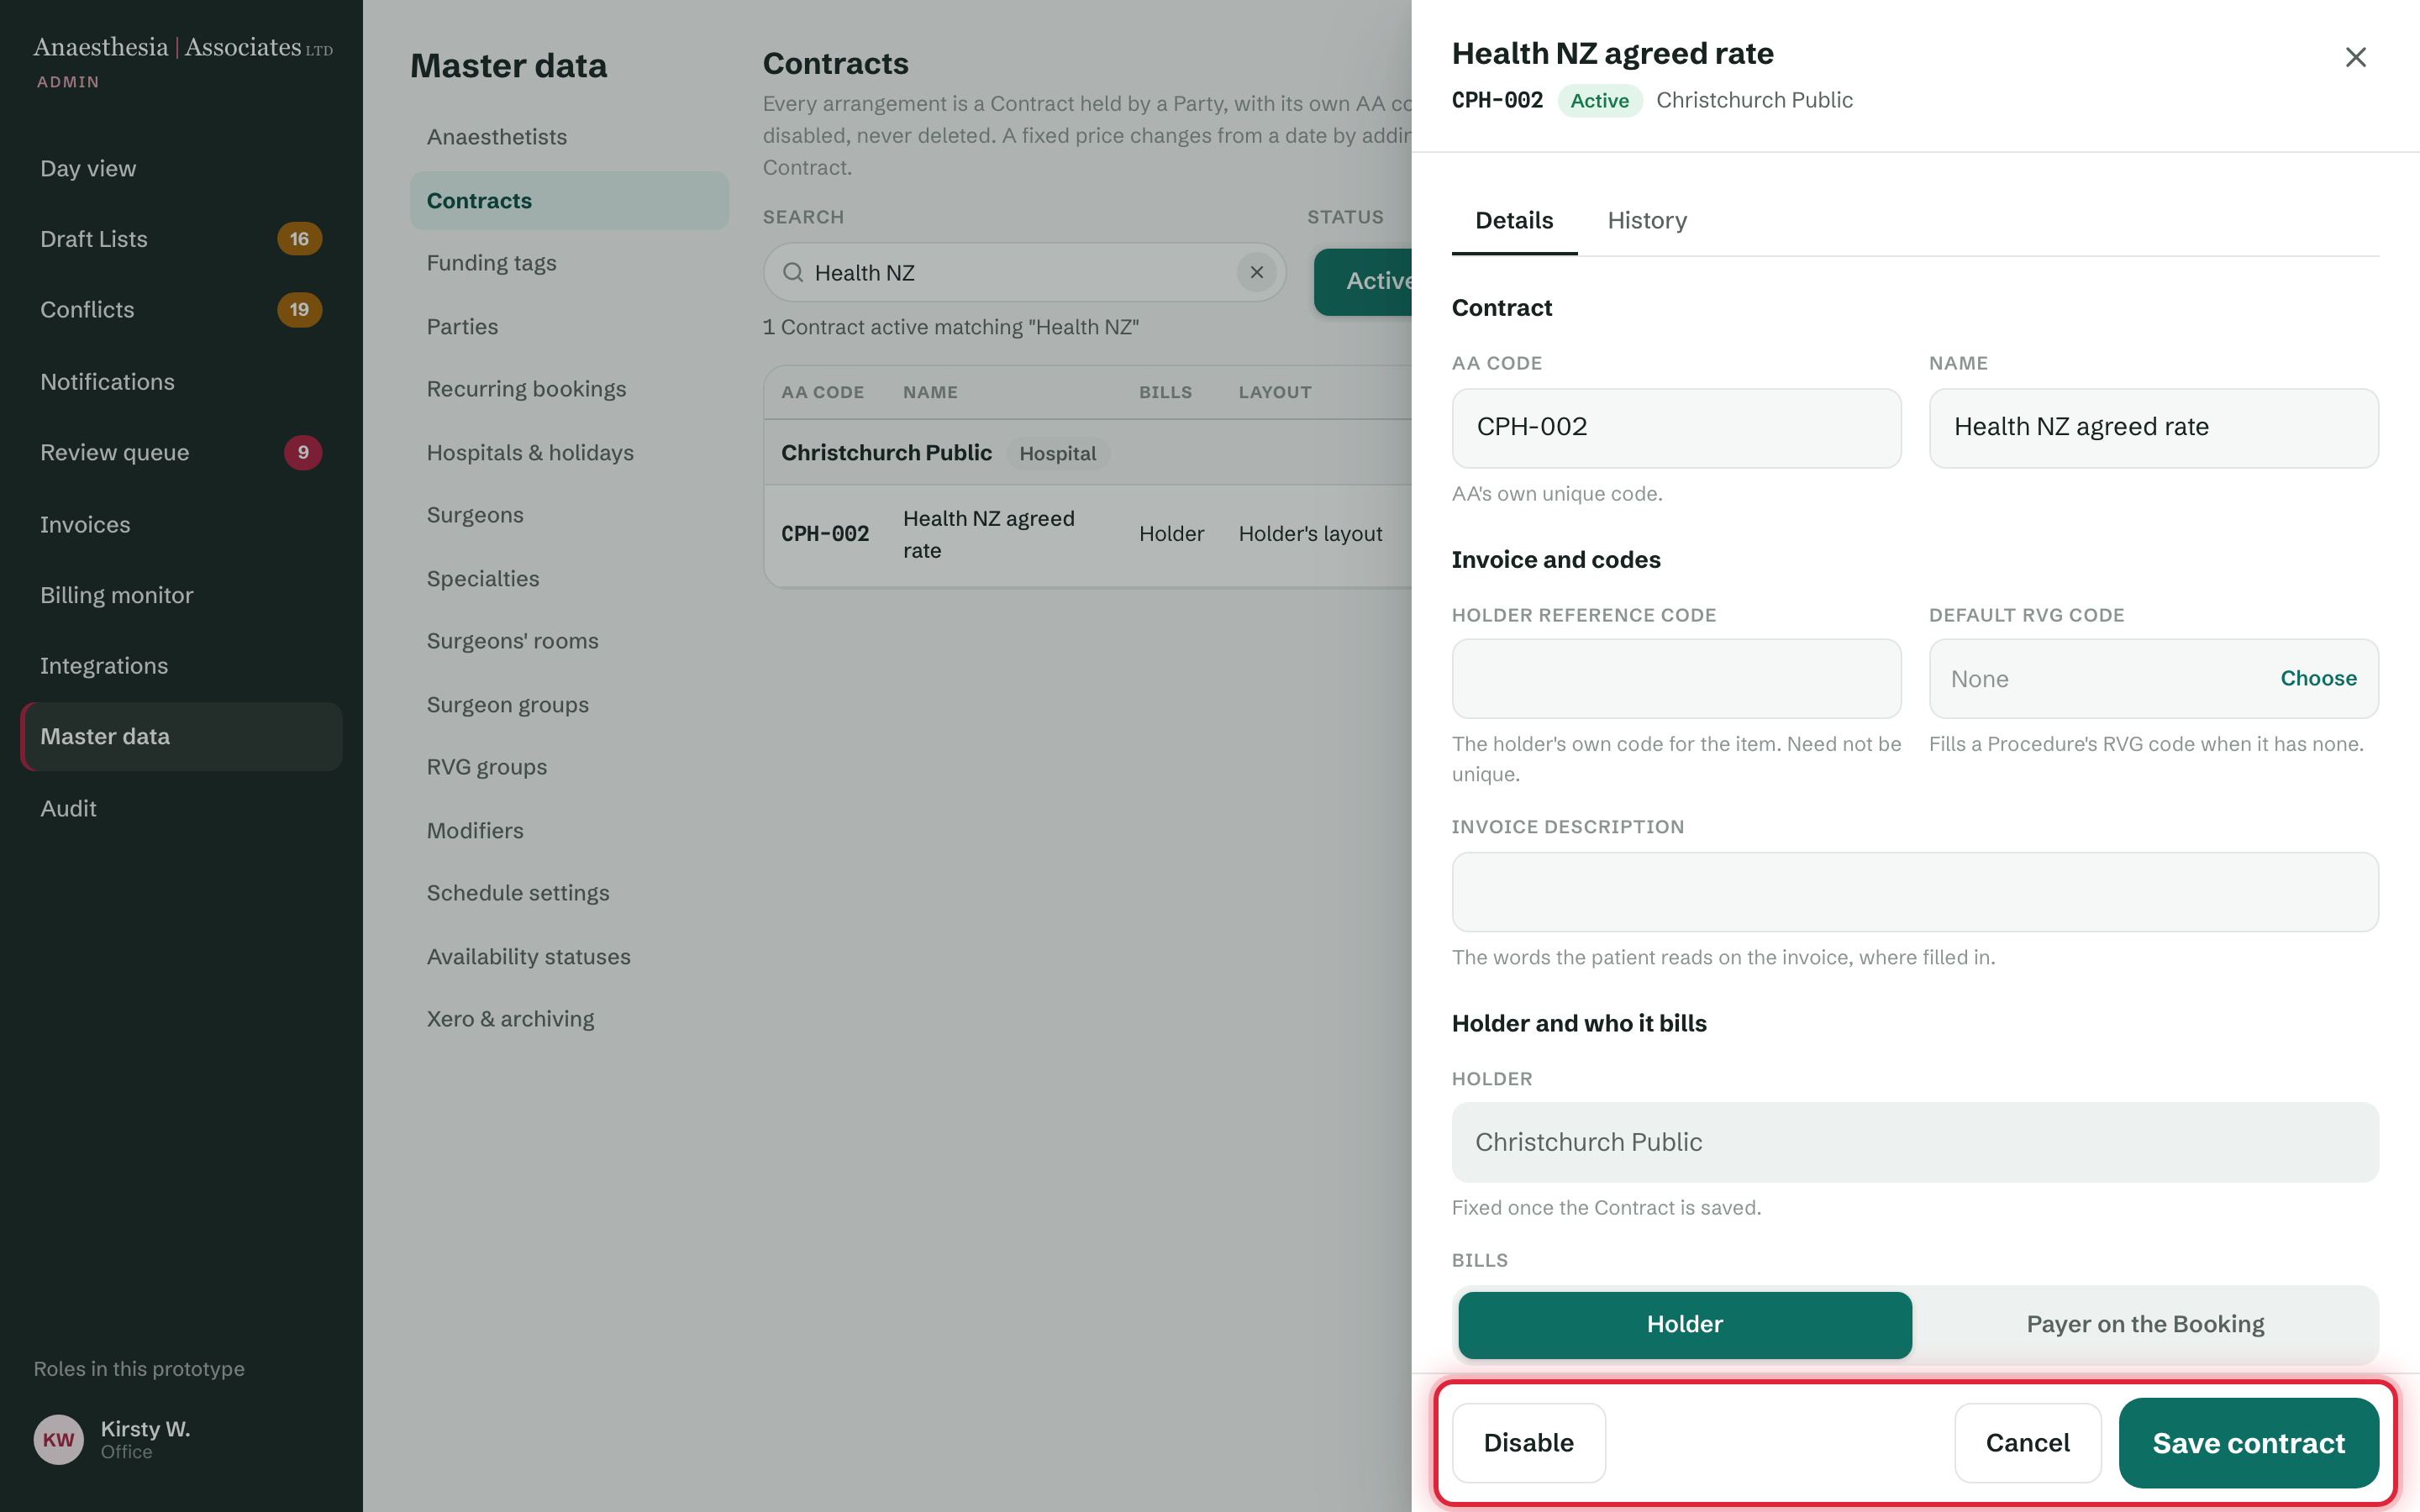 Anaesthesia | Associates LTD
ADMIN
Day view
Draft Lists 16
Conflicts 19
Notifications
Review queue 9
Invoices
Billing monitor
Integrations
Master data
Audit
Roles in this prototype
KW
Kirsty W.
Office
Master data
Anaesthetists
Contracts
Funding tags
Parties
Recurring bookings
Hospitals & holidays
Surgeons
Specialties
Surgeons' rooms
Surgeon groups
RVG groups
Modifiers
Schedule settings
Availability statuses
Xero & archiving
Contracts
Every arrangement is a Contract held by a Party, with its own AA
disabled, never deleted. A fixed price changes from a date by
Contract.
SEARCH STATUS
Health NZ
Active
1 Contract active matching "Health NZ"
AA CODE NAME BILLS LAYOUT
Christchurch Public Hospital
CPH-002 Health NZ agreed rate Holder Holder's layout
Health NZ agreed rate
CPH-002 Active Christchurch Public
Details History
Contract
AA CODE NAME
CPH-002 Health NZ agreed rate
AA's own unique code.
Invoice and codes
HOLDER REFERENCE CODE DEFAULT RVG CODE
None Choose
The holder's own code for the item. Need not be
unique.
Fills a Procedure's RVG code when it has none.
INVOICE DESCRIPTION
The words the patient reads on the invoice, where filled in.
Holder and who it bills
HOLDER
Christchurch Public
Fixed once the Contract is saved.
BILLS
Holder Payer on the Booking
Disable Cancel Save contract